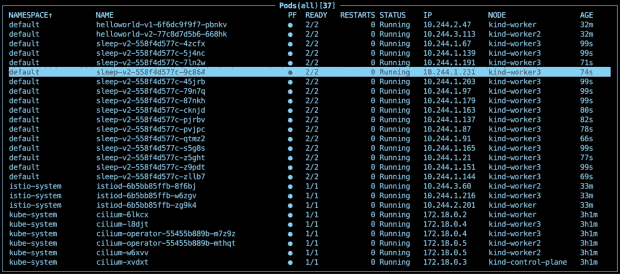 Pods(all)[37]
NAMESPACE↑ NAME PF READY RESTARTS STATUS IP NODE AGE
default helloworld-v1-6f6dc9f9f7-pbnkv ● 2/2 0 Running 10.244.2.47 kind-worker 32m
default helloworld-v2-77c8d7d5b6-668hk ● 2/2 0 Running 10.244.3.113 kind-worker2 32m
default sleep-v2-558f4d577c-4zcfx ● 2/2 0 Running 10.244.1.67 kind-worker3 99s
default sleep-v2-558f4d577c-5j4nc ● 2/2 0 Running 10.244.1.139 kind-worker3 99s
default sleep-v2-558f4d577c-7ln2w ● 2/2 0 Running 10.244.1.191 kind-worker3 71s
default sleep-v2-558f4d577c-9c864 ● 2/2 0 Running 10.244.1.231 kind-worker3 74s
default sleep-v2-558f4d577c-45jrb ● 2/2 0 Running 10.244.1.203 kind-worker3 99s
default sleep-v2-558f4d577c-79n7q ● 2/2 0 Running 10.244.1.97 kind-worker3 99s
default sleep-v2-558f4d577c-87nkh ● 2/2 0 Running 10.244.1.179 kind-worker3 99s
default sleep-v2-558f4d577c-cknjd ● 2/2 0 Running 10.244.1.163 kind-worker3 80s
default sleep-v2-558f4d577c-pjrbv ● 2/2 0 Running 10.244.1.137 kind-worker3 82s
default sleep-v2-558f4d577c-pvjpc ● 2/2 0 Running 10.244.1.87 kind-worker3 78s
default sleep-v2-558f4d577c-qtmz2 ● 2/2 0 Running 10.244.1.91 kind-worker3 66s
default sleep-v2-558f4d577c-s5g8s ● 2/2 0 Running 10.244.1.165 kind-worker3 99s
default sleep-v2-558f4d577c-z5ght ● 2/2 0 Running 10.244.1.21 kind-worker3 77s
default sleep-v2-558f4d577c-z9pdt ● 2/2 0 Running 10.244.1.151 kind-worker3 99s
default sleep-v2-558f4d577c-zllb7 ● 2/2 0 Running 10.244.1.144 kind-worker3 69s
istio-system istiod-6b5bb85ffb-8f6bj ● 1/1 0 Running 10.244.3.60 kind-worker2 33m
istio-system istiod-6b5bb85ffb-w6zgv ● 1/1 0 Running 10.244.1.216 kind-worker3 33m
istio-system istiod-6b5bb85ffb-zg9k4 ● 1/1 0 Running 10.244.2.201 kind-worker 33m
kube-system cilium-6lkcx ● 1/1 0 Running 172.18.0.2 kind-worker 3h1m
kube-system cilium-l8djt ● 1/1 0 Running 172.18.0.4 kind-worker3 3h1m
kube-system cilium-operator-55455b889b-m7z9z ● 1/1 0 Running 172.18.0.4 kind-worker3 3h1m
kube-system cilium-operator-55455b889b-mthqt ● 1/1 0 Running 172.18.0.5 kind-worker2 3h1m
kube-system cilium-w6xvv ● 1/1 0 Running 172.18.0.5 kind-worker2 3h1m
kube-system cilium-xvdxt ● 1/1 0 Running 172.18.0.3 kind-control-plane 3h1m